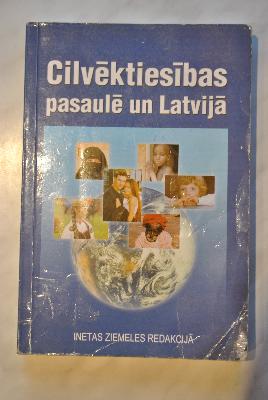 Cilvēktiesības
pasaulē un Latvijā
INETAS ZIEMELES REDAKCIJĀ